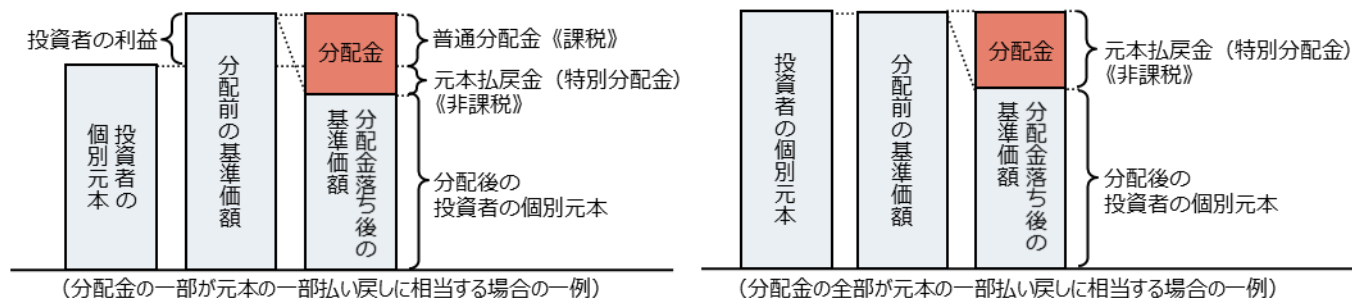 投資者の利益
投資者の
個別元本
分配前の基準価額
分配金
分配金落ち後の
基準価額
普通分配金《課税》
元本払戻金（特別分配金）
《非課税》
分配後の
投資者の個別元本
（分配金の一部が元本の一部払い戻しに相当する場合の一例）
投資者の個別元本
分配前の基準価額
分配金
分配金落ち後の
基準価額
元本払戻金（特別分配金）
《非課税》
分配後の
投資者の個別元本
（分配金の全部が元本の一部払い戻しに相当する場合の一例）